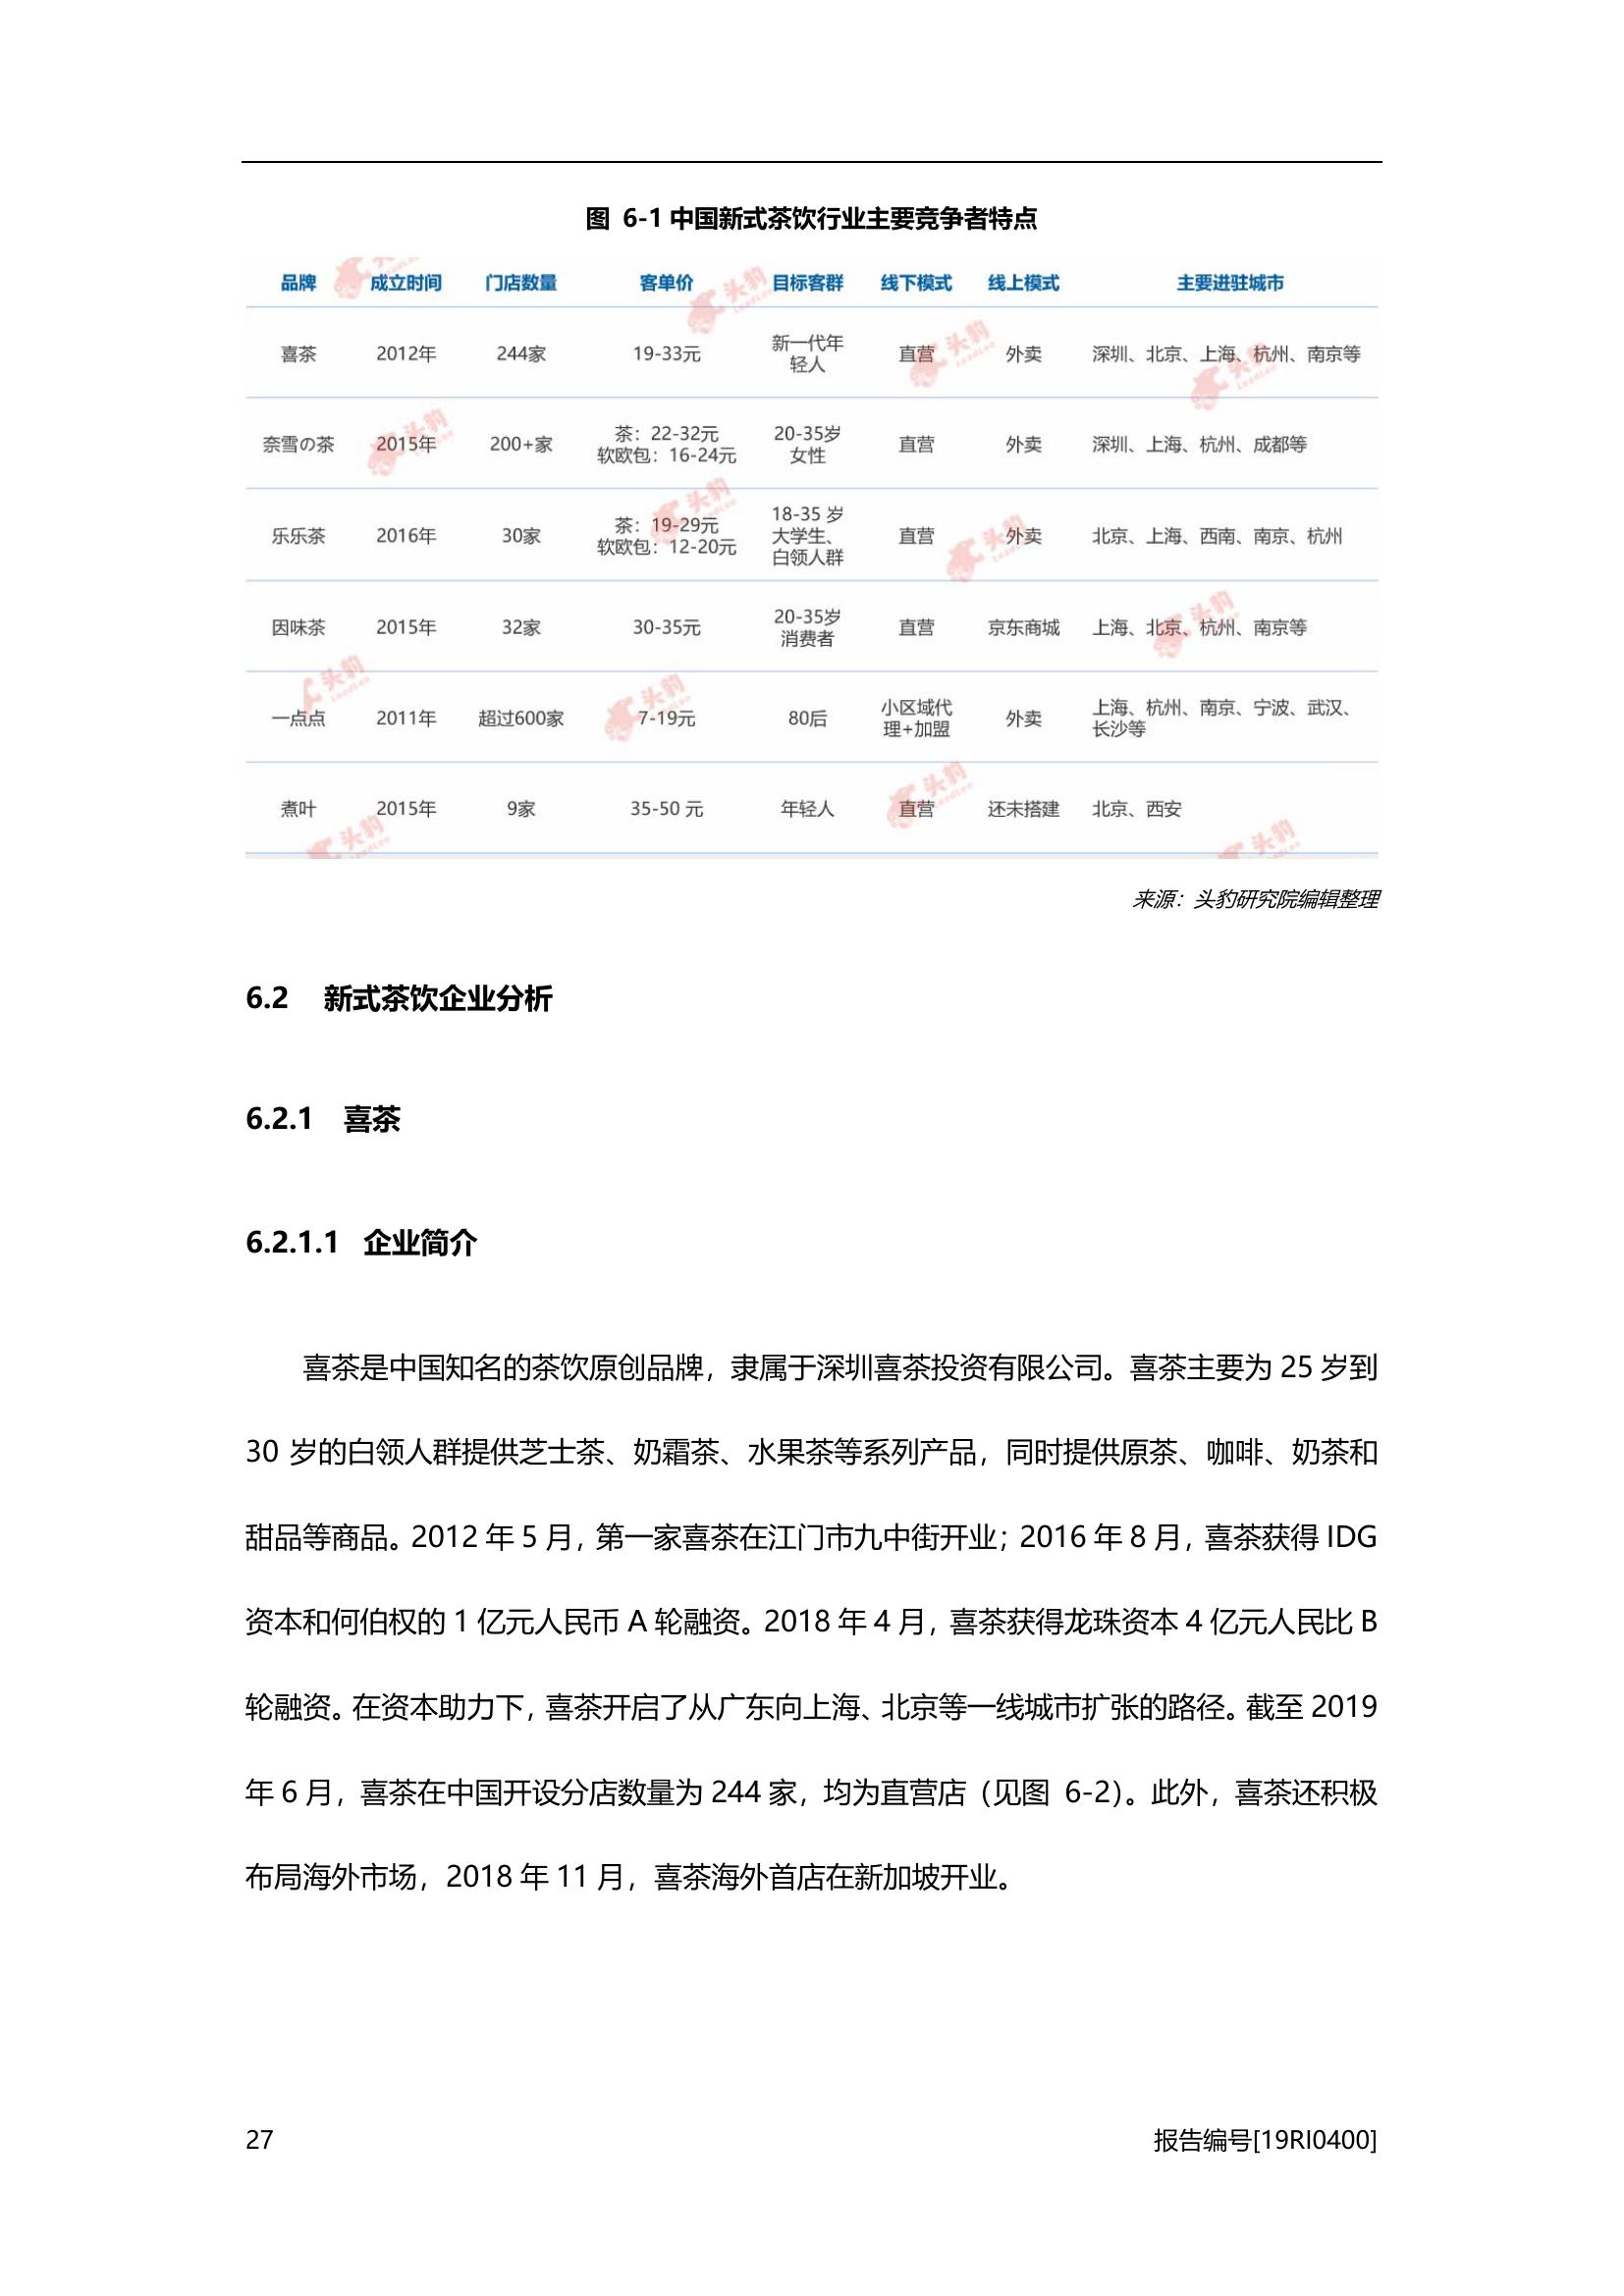 图 6-1 中国新式茶饮行业主要竞争者特点
品牌 成立时间 门店数量 客单价 目标客群 线下模式 线上模式 主要进驻城市
喜茶 2012年 244家 19-33元 新一代年轻人 直营 外卖 深圳、北京、上海、杭州、南京等
奈雪の茶 2015年 200+家 茶：22-32元 软欧包：16-24元 20-35岁女性 直营 外卖 深圳、上海、杭州、成都等
乐乐茶 2016年 30家 茶：19-29元 软欧包：12-20元 18-35 岁大学生、白领人群 直营 外卖 北京、上海、西南、南京、杭州
因味茶 2015年 32家 30-35元 20-35岁消费者 直营 京东商城 上海、北京、杭州、南京等
一点点 2011年 超过600家 7-19元 80后 小区域代理+加盟 外卖 上海、杭州、南京、宁波、武汉、长沙等
煮叶 2015年 9家 35-50 元 年轻人 直营 还未搭建 北京、西安
头豹 LeadLeo
来源：头豹研究院编辑整理
6.2 新式茶饮企业分析
6.2.1 喜茶
6.2.1.1 企业简介
喜茶是中国知名的茶饮原创品牌，隶属于深圳喜茶投资有限公司。喜茶主要为 25 岁到
30 岁的白领人群提供芝士茶、奶霜茶、水果茶等系列产品，同时提供原茶、咖啡、奶茶和
甜品等商品。2012 年 5 月，第一家喜茶在江门市九中街开业；2016 年 8 月，喜茶获得 IDG
资本和何伯权的 1 亿元人民币 A 轮融资。2018 年 4 月，喜茶获得龙珠资本 4 亿元人民比 B
轮融资。在资本助力下，喜茶开启了从广东向上海、北京等一线城市扩张的路径。截至 2019
年 6 月，喜茶在中国开设分店数量为 244 家，均为直营店（见图 6-2）。此外，喜茶还积极
布局海外市场，2018 年 11 月，喜茶海外首店在新加坡开业。
27 报告编号[19RI0400]